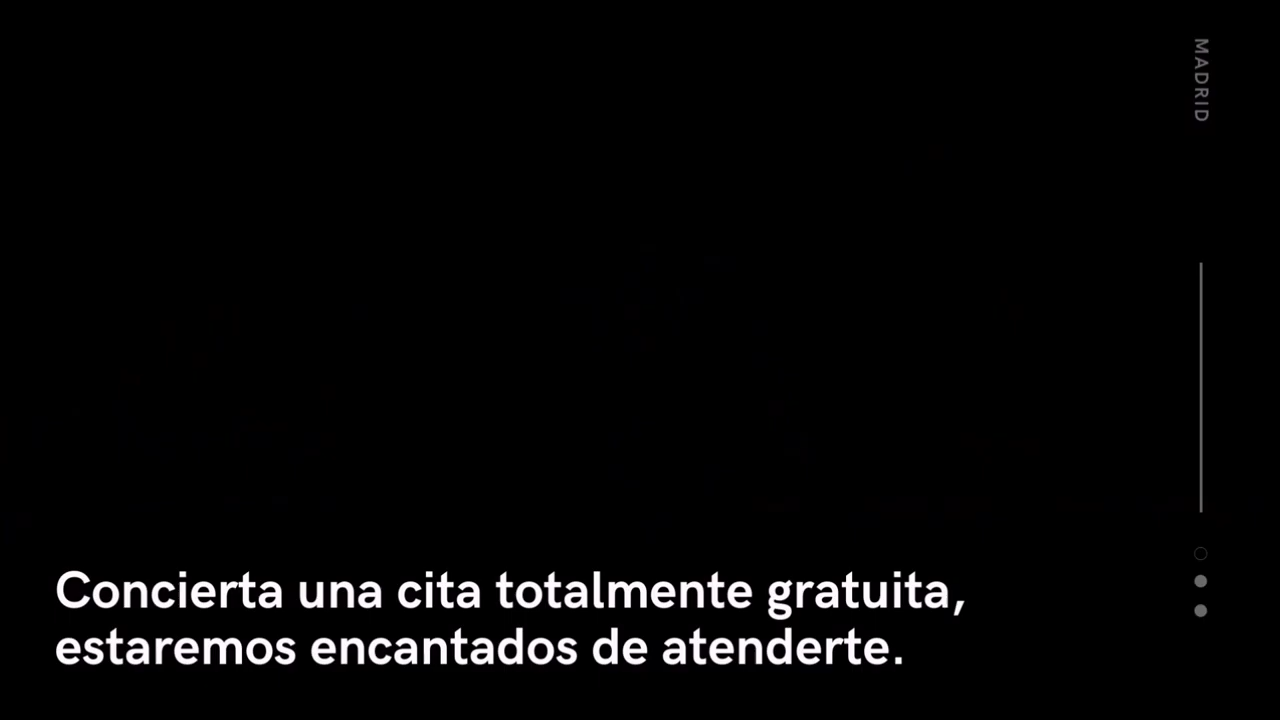 MADRID
Concierta una cita totalmente gratuita,
estaremos encantados de atenderte.